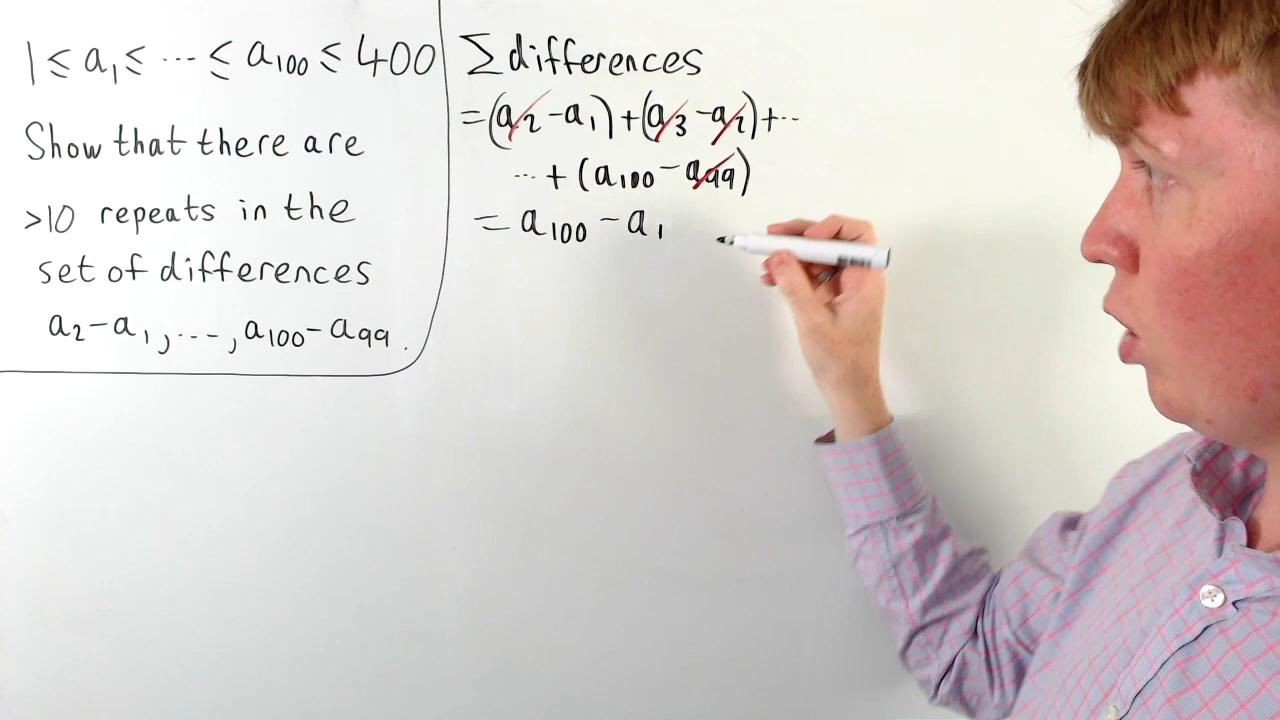 1 ≤ a₁ ≤ ... ≤ a₁₀₀ ≤ 400
Show that there are
>10 repeats in the
set of differences
a₂-a₁, ..., a₁₀₀-a₉₉.
∑differences
=(a₂-a₁)+(a₃-a₂)+...
...+(a₁₀₀-a₉₉)
=a₁₀₀-a₁